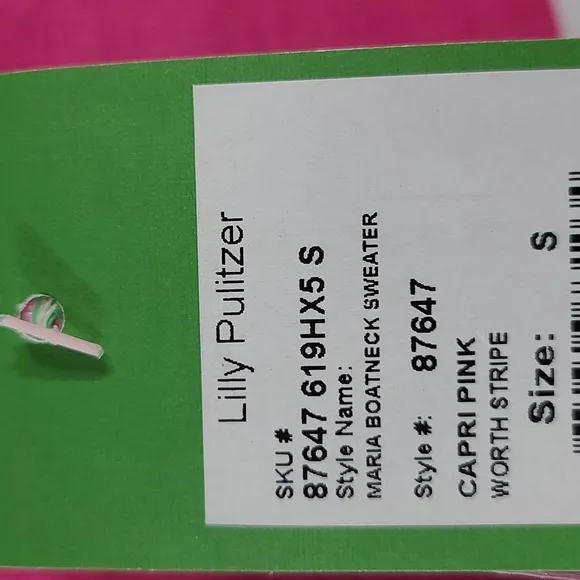 Lilly Pulitzer
SKU #
87647 619HX5 S
Style Name:
MARIA BOATNECK SWEATER
Style #: 87647
CAPRI PINK
WORTH STRIPE
Size: S